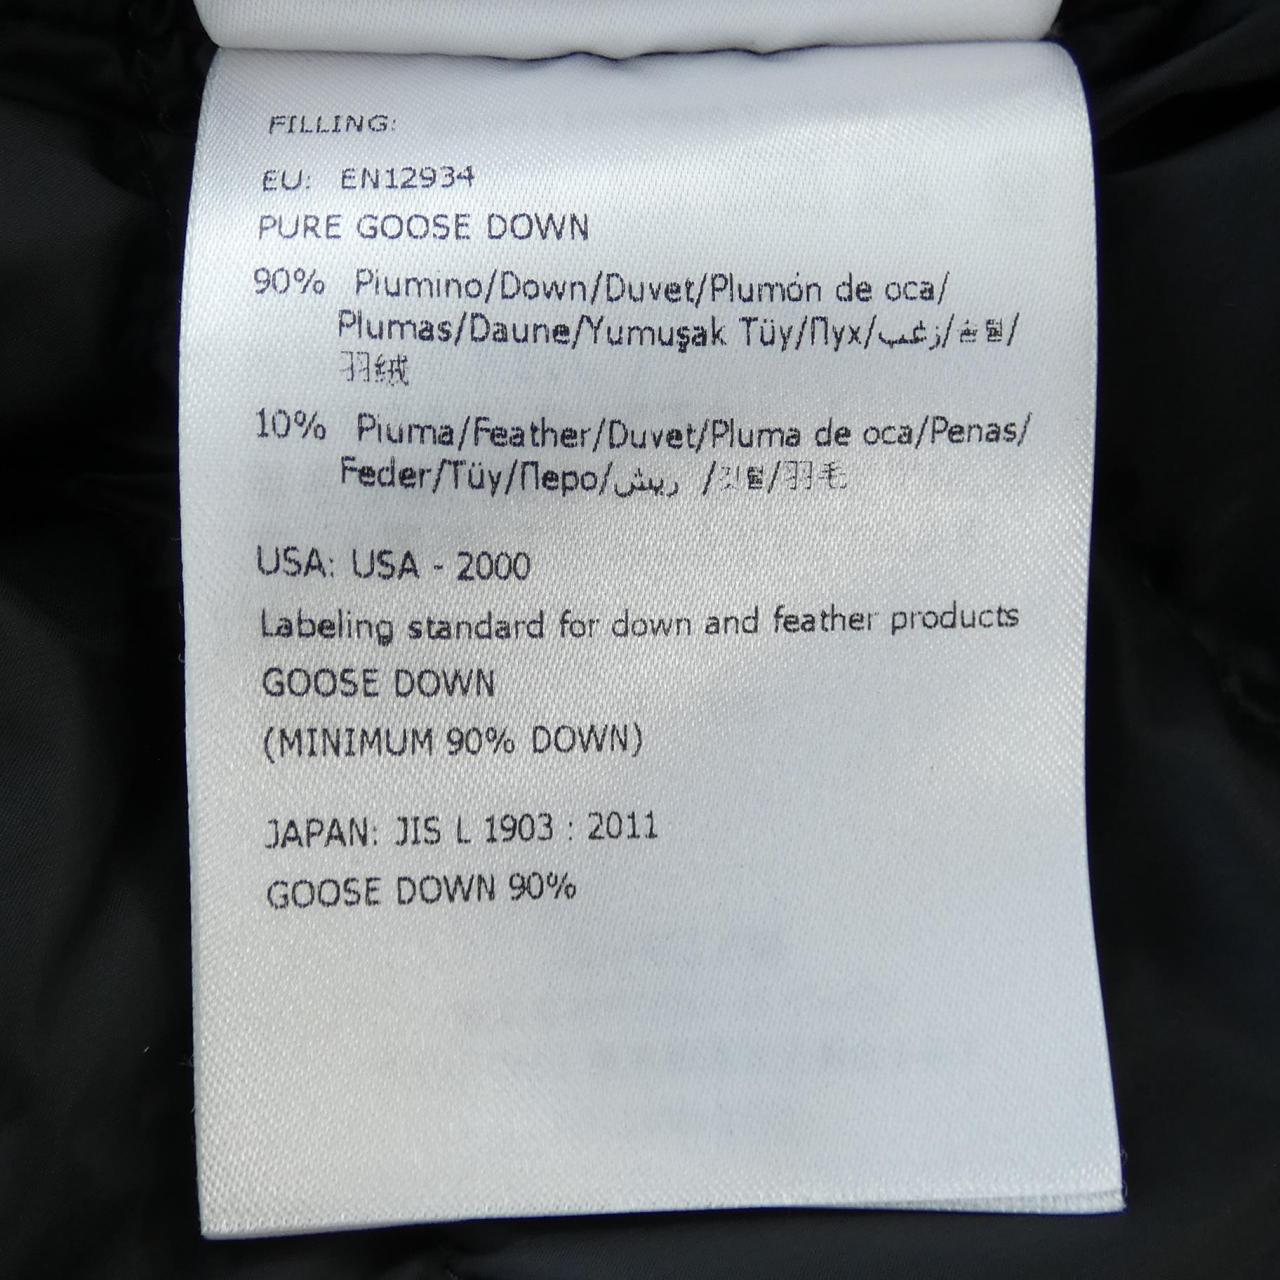 FILLING:
EU: EN12934
PURE GOOSE DOWN
90% Piumino/Down/Duvet/Plumón de oca/
Plumas/Daune/Yumuşak Tüy/Пух/زغب/솜털/
羽绒
10% Piuma/Feather/Duvet/Pluma de oca/Penas/
Feder/Tüy/Перо/ريش /깃털/羽毛
USA: USA - 2000
Labeling standard for down and feather products
GOOSE DOWN
(MINIMUM 90% DOWN)
JAPAN: JIS L 1903 : 2011
GOOSE DOWN 90%